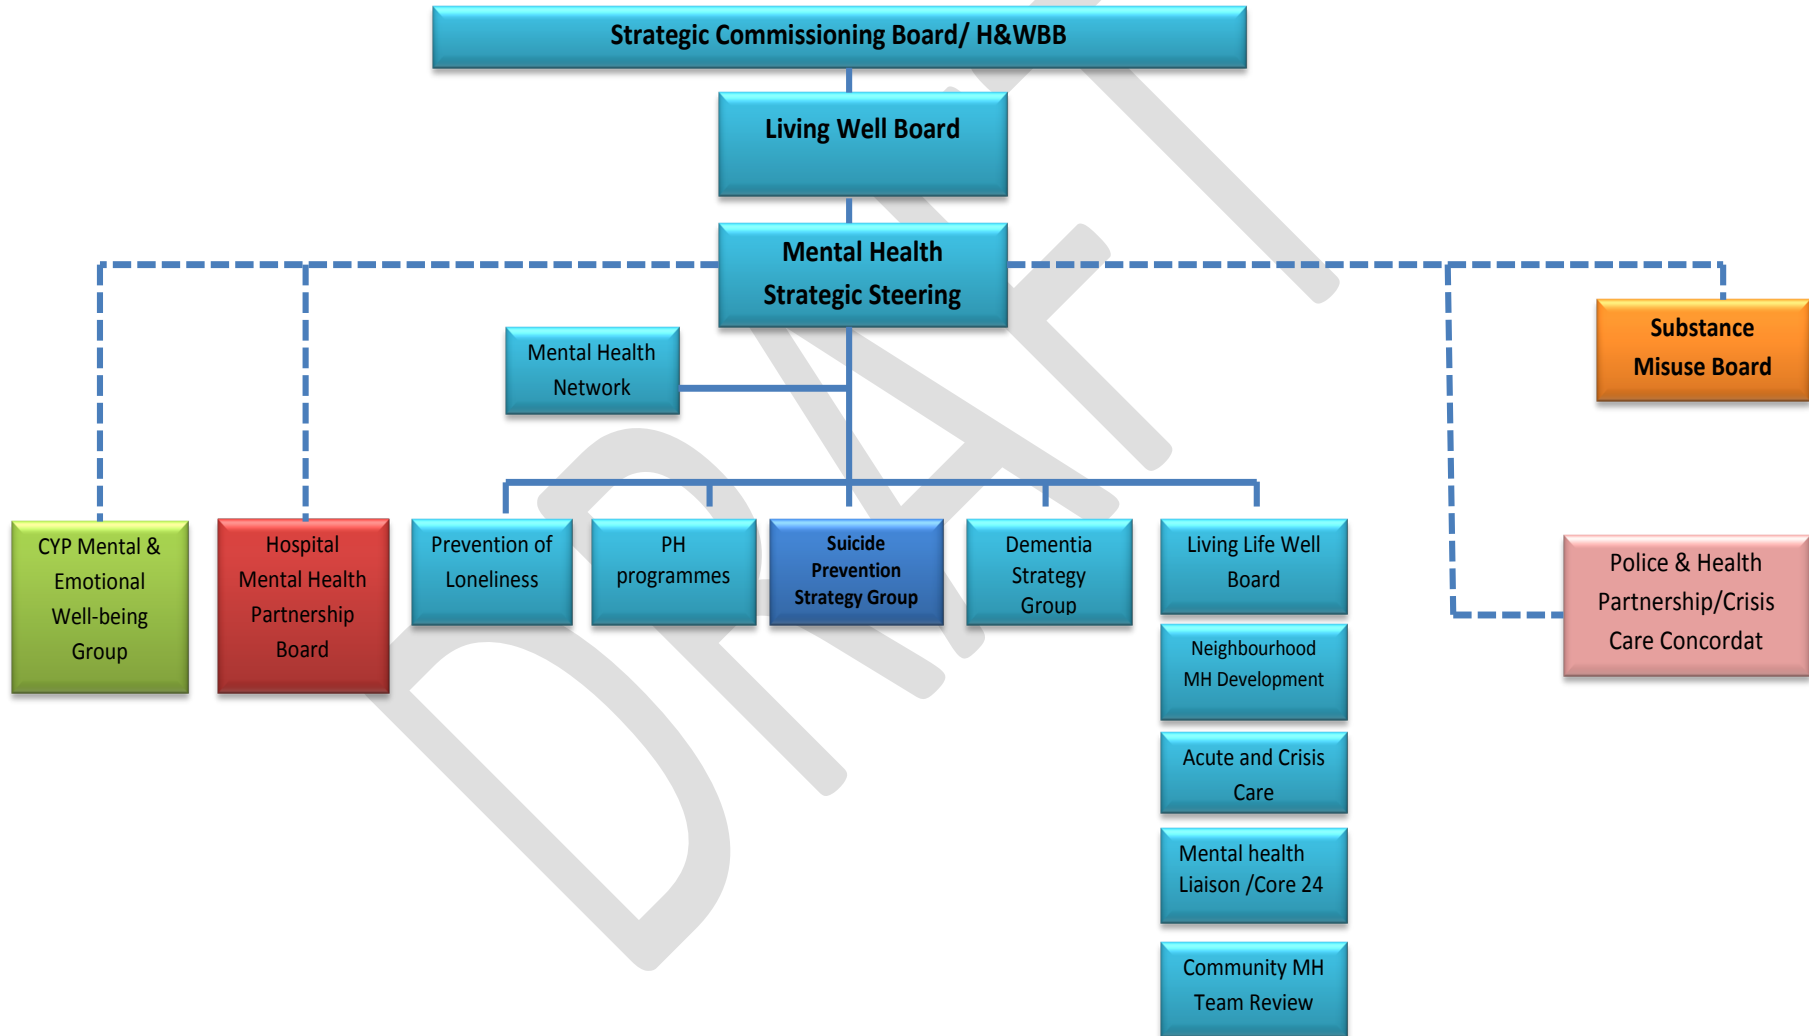 Strategic Commissioning Board/ H&WBB
Living Well Board
Mental Health
Strategic Steering
Mental Health
Network
Substance
Misuse Board
CYP Mental &
Emotional
Well-being
Group
Hospital
Mental Health
Partnership
Board
Prevention of
Loneliness
PH
programmes
Suicide
Prevention
Strategy Group
Dementia
Strategy
Group
Living Life Well
Board
Police & Health
Partnership/Crisis
Care Concordat
Neighbourhood
MH Development
Acute and Crisis
Care
Mental health
Liaison /Core 24
Community MH
Team Review
DRAFT